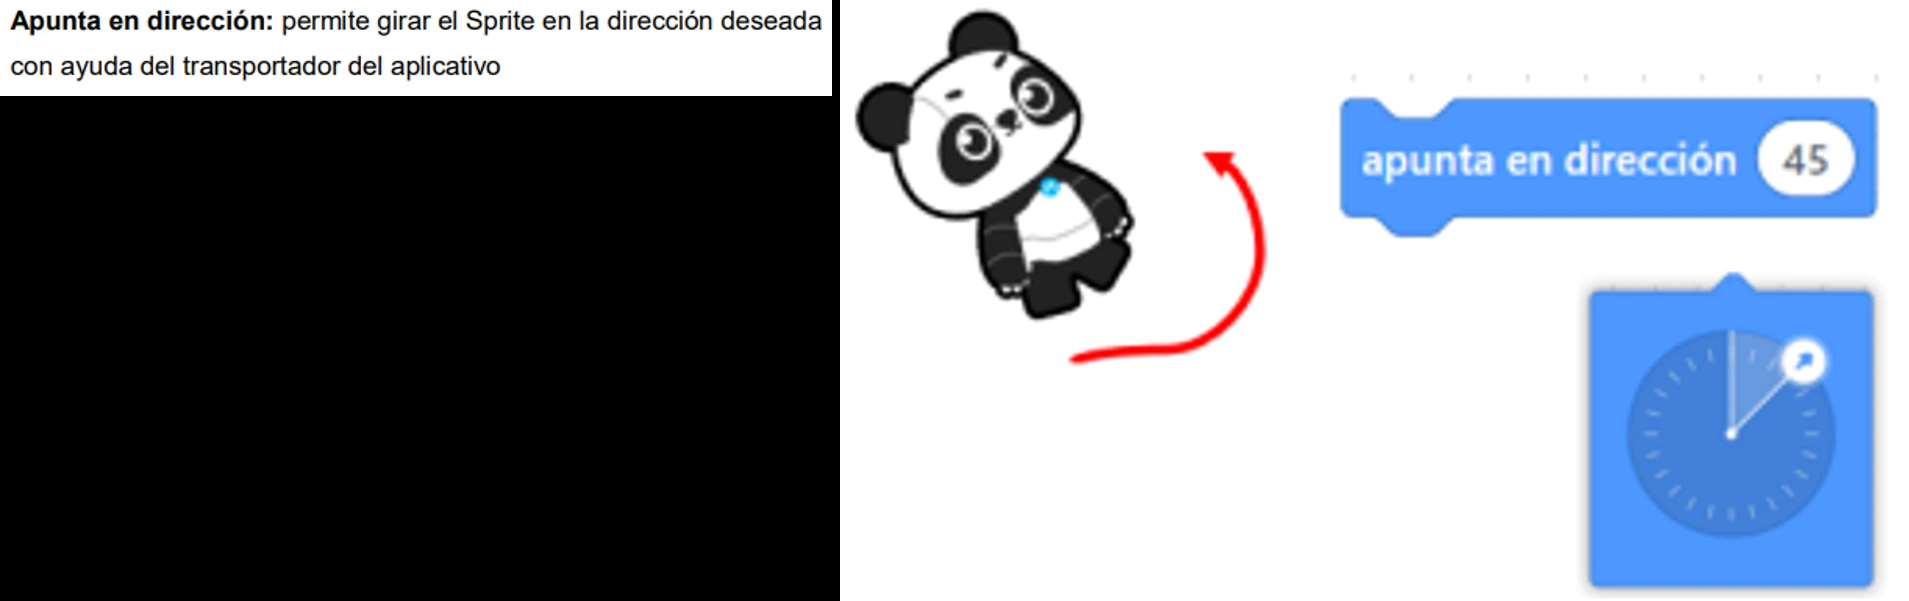 Apunta en dirección: permite girar el Sprite en la dirección deseada
con ayuda del transportador del aplicativo
apunta en dirección 45